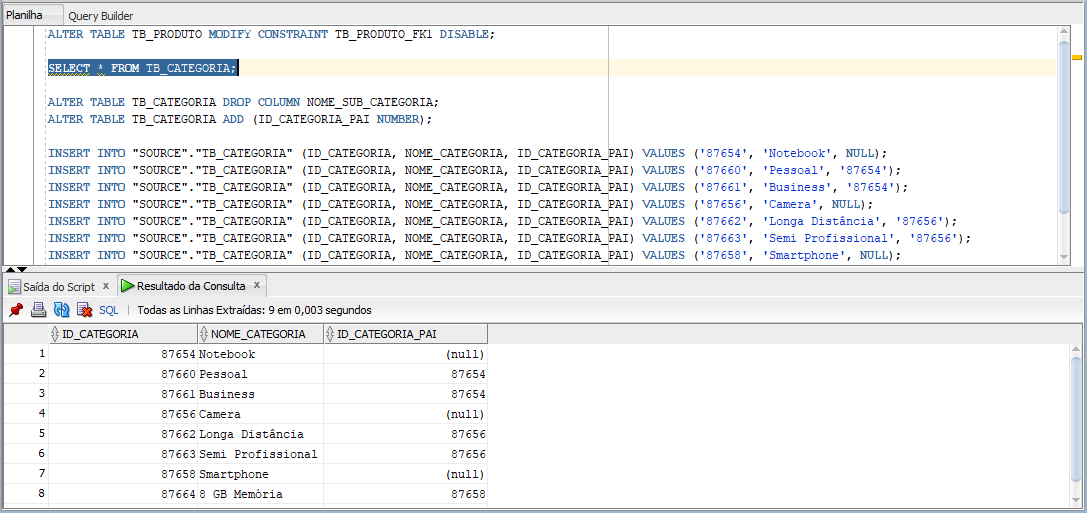 Planilha Query Builder
ALTER TABLE TB_PRODUTO MODIFY CONSTRAINT TB_PRODUTO_FK1 DISABLE;
SELECT * FROM TB_CATEGORIA;
ALTER TABLE TB_CATEGORIA DROP COLUMN NOME_SUB_CATEGORIA;
ALTER TABLE TB_CATEGORIA ADD (ID_CATEGORIA_PAI NUMBER);
INSERT INTO "SOURCE"."TB_CATEGORIA" (ID_CATEGORIA, NOME_CATEGORIA, ID_CATEGORIA_PAI) VALUES ('87654', 'Notebook', NULL);
INSERT INTO "SOURCE"."TB_CATEGORIA" (ID_CATEGORIA, NOME_CATEGORIA, ID_CATEGORIA_PAI) VALUES ('87660', 'Pessoal', '87654');
INSERT INTO "SOURCE"."TB_CATEGORIA" (ID_CATEGORIA, NOME_CATEGORIA, ID_CATEGORIA_PAI) VALUES ('87661', 'Business', '87654');
INSERT INTO "SOURCE"."TB_CATEGORIA" (ID_CATEGORIA, NOME_CATEGORIA, ID_CATEGORIA_PAI) VALUES ('87656', 'Camera', NULL);
INSERT INTO "SOURCE"."TB_CATEGORIA" (ID_CATEGORIA, NOME_CATEGORIA, ID_CATEGORIA_PAI) VALUES ('87662', 'Longa Distância', '87656');
INSERT INTO "SOURCE"."TB_CATEGORIA" (ID_CATEGORIA, NOME_CATEGORIA, ID_CATEGORIA_PAI) VALUES ('87663', 'Semi Profissional', '87656');
INSERT INTO "SOURCE"."TB_CATEGORIA" (ID_CATEGORIA, NOME_CATEGORIA, ID_CATEGORIA_PAI) VALUES ('87658', 'Smartphone', NULL);
Saída do Script x Resultado da Consulta x
SQL | Todas as Linhas Extraídas: 9 em 0,003 segundos
ID_CATEGORIA NOME_CATEGORIA ID_CATEGORIA_PAI
1 87654 Notebook (null)
2 87660 Pessoal 87654
3 87661 Business 87654
4 87656 Camera (null)
5 87662 Longa Distância 87656
6 87663 Semi Profissional 87656
7 87658 Smartphone (null)
8 87664 8 GB Memória 87658